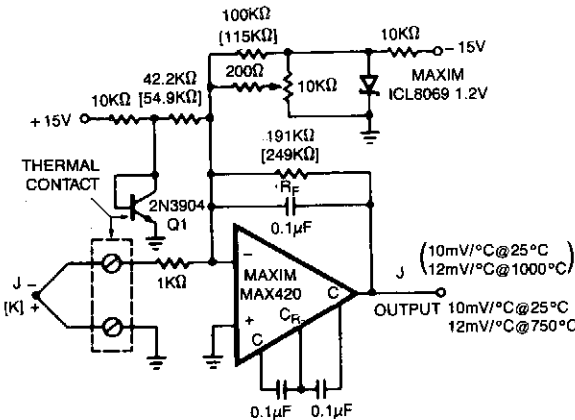 100KΩ
[115KΩ]
10KΩ
-15V
200Ω
10KΩ
MAXIM
ICL8069 1.2V
42.2KΩ
[54.9KΩ]
10KΩ
+15V
THERMAL
CONTACT
2N3904
Q1
191KΩ
[249KΩ]
RF
0.1μF
J -
[K] +
1KΩ
-
MAXIM
MAX420
+
C
CR
C
J
(10mV/°C@25°C
12mV/°C@1000°C)
OUTPUT
10mV/°C@25°C
12mV/°C@750°C
0.1μF
0.1μF